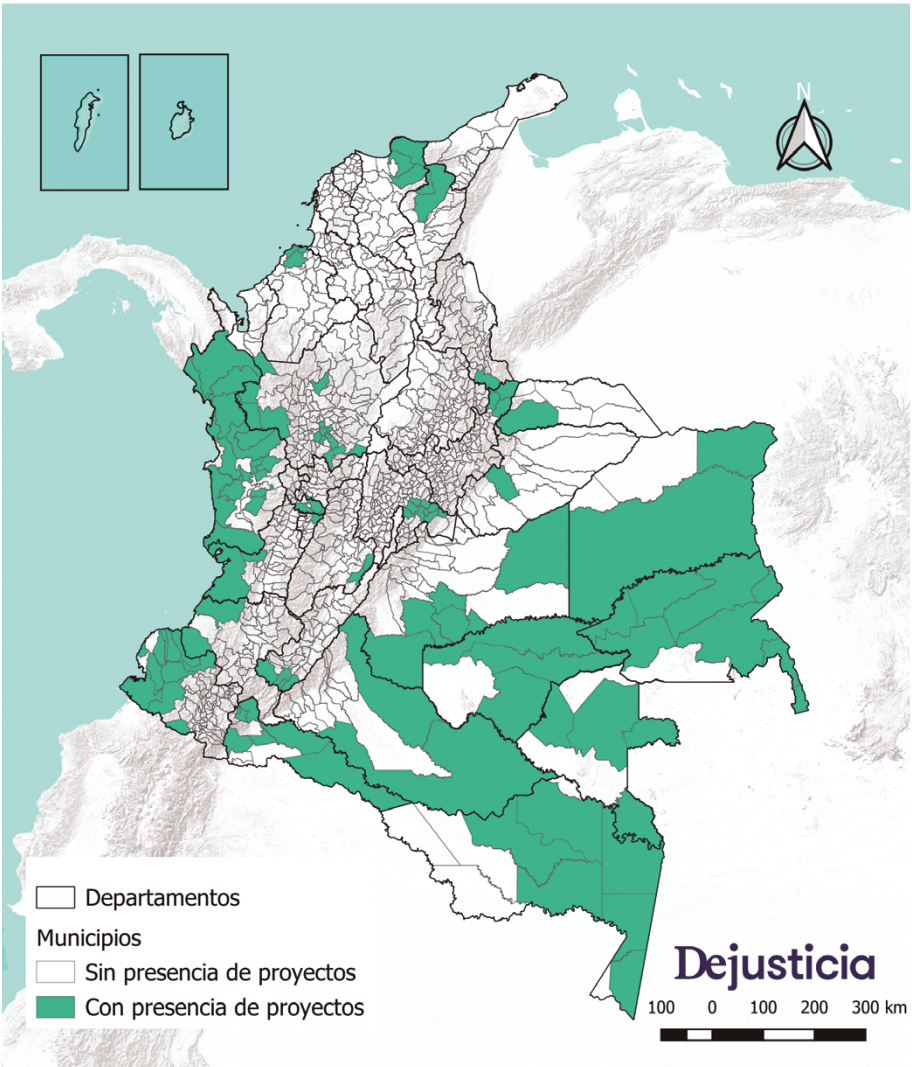 N
Departamentos
Municipios
Sin presencia de proyectos
Con presencia de proyectos
Dejusticia
100 0 100 200 300 km